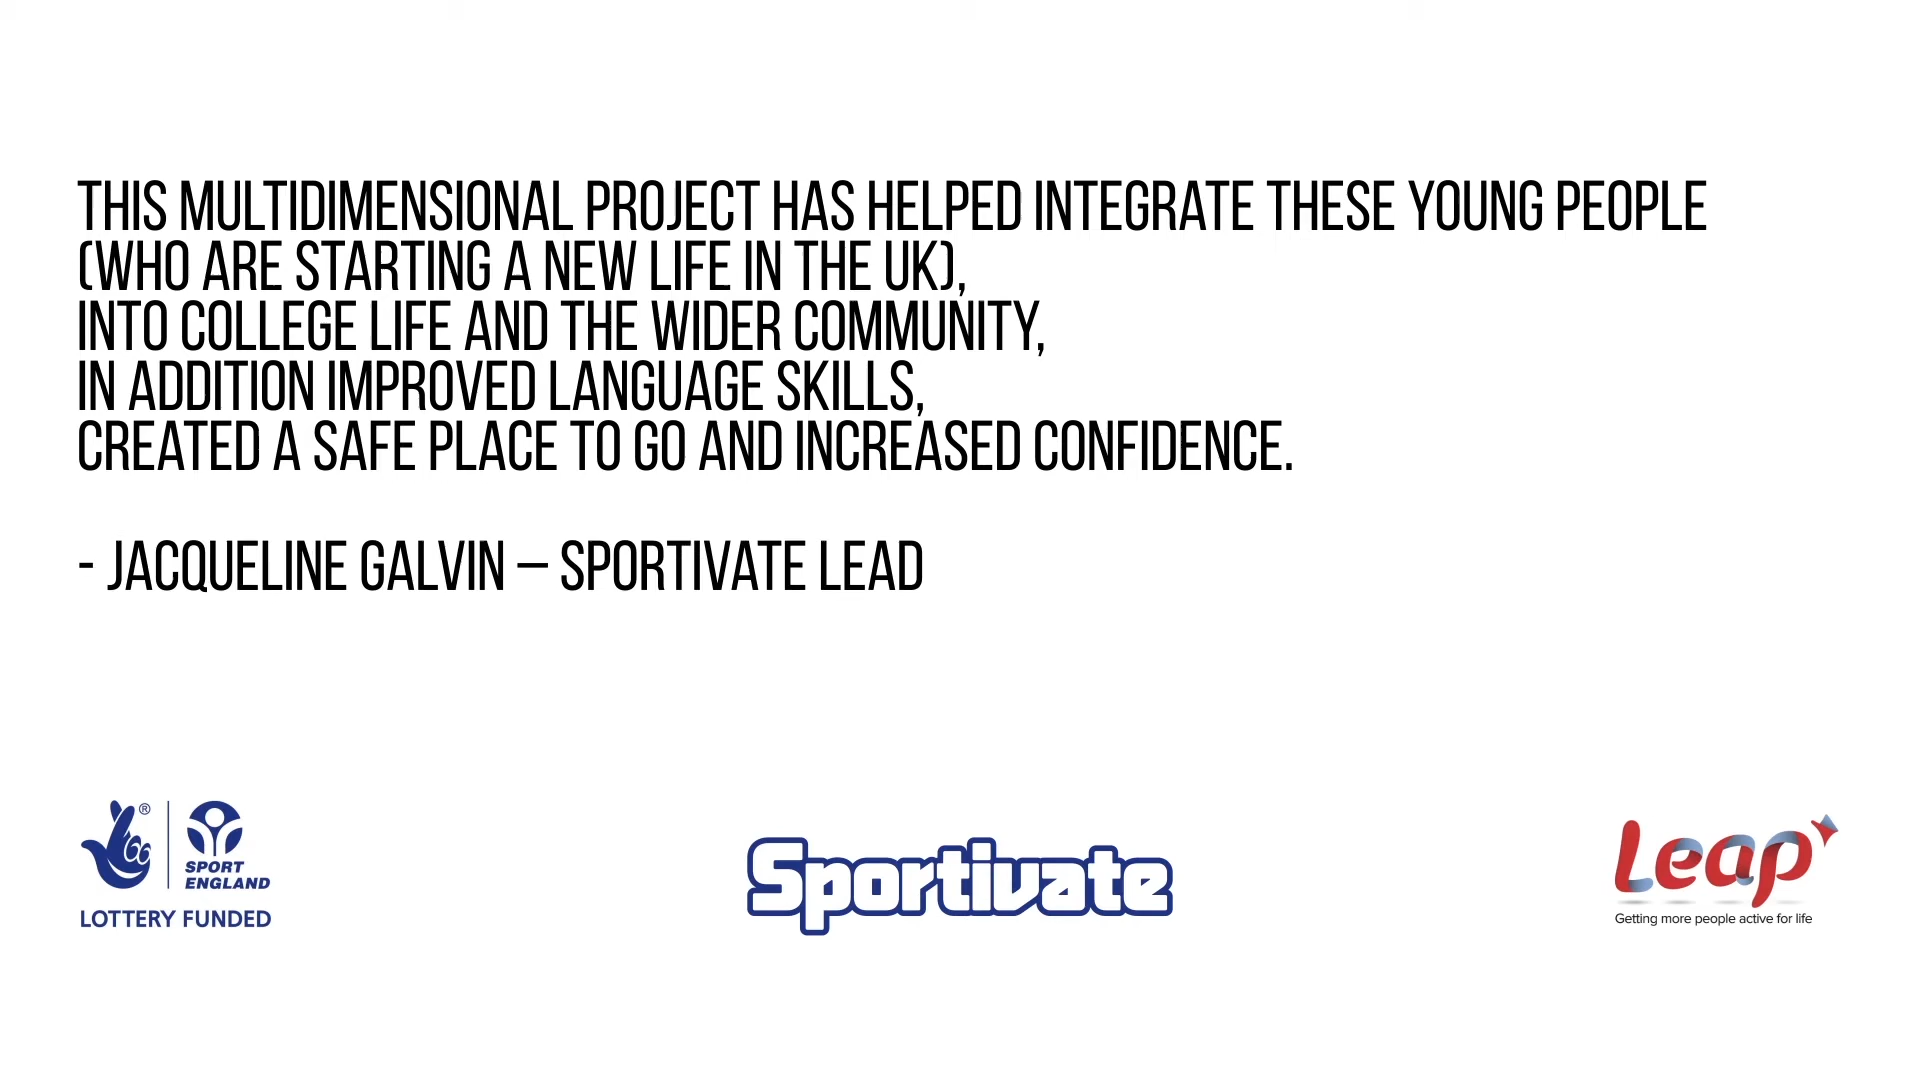 THIS MULTIDIMENSIONAL PROJECT HAS HELPED INTEGRATE THESE YOUNG PEOPLE
(WHO ARE STARTING A NEW LIFE IN THE UK),
INTO COLLEGE LIFE AND THE WIDER COMMUNITY,
IN ADDITION IMPROVED LANGUAGE SKILLS,
CREATED A SAFE PLACE TO GO AND INCREASED CONFIDENCE.
- JACQUELINE GALVIN – SPORTIVATE LEAD
®
SPORT
ENGLAND
LOTTERY FUNDED
Sportivate
Leap
Getting more people active for life